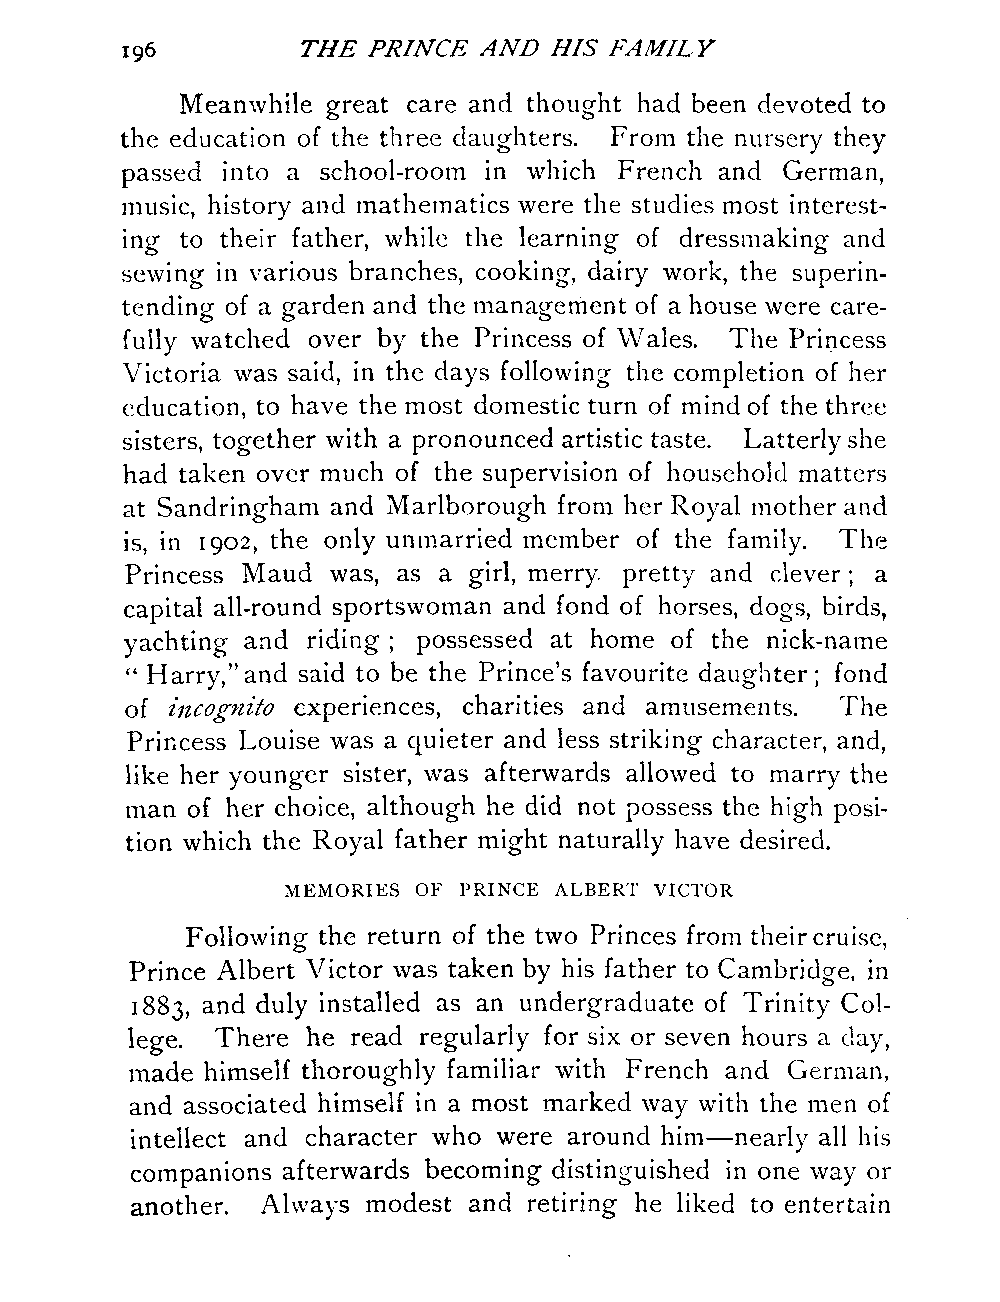 196 THE PRINCE AND HIS FAMILY
Meanwhile great care and thought had been devoted to
the education of the three daughters. From the nursery they
passed into a school-room in which French and German,
music, history and mathematics were the studies most interest-
ing to their father, while the learning of dressmaking and
sewing in various branches, cooking, dairy work, the superin-
tending of a garden and the management of a house were care-
fully watched over by the Princess of Wales. The Princess
Victoria was said, in the days following the completion of her
education, to have the most domestic turn of mind of the three
sisters, together with a pronounced artistic taste. Latterly she
had taken over much of the supervision of household matters
at Sandringham and Marlborough from her Royal mother and
is, in 1902, the only unmarried member of the family. The
Princess Maud was, as a girl, merry. pretty and clever; a
capital all-round sportswoman and fond of horses, dogs, birds,
yachting and riding; possessed at home of the nick-name
“Harry,” and said to be the Prince's favourite daughter; fond
of incognito experiences, charities and amusements. The
Princess Louise was a quieter and less striking character, and,
like her younger sister, was afterwards allowed to marry the
man of her choice, although he did not possess the high posi-
tion which the Royal father might naturally have desired.
MEMORIES OF PRINCE ALBERT VICTOR
Following the return of the two Princes from their cruise,
Prince Albert Victor was taken by his father to Cambridge, in
1883, and duly installed as an undergraduate of Trinity Col-
lege. There he read regularly for six or seven hours a day,
made himself thoroughly familiar with French and German,
and associated himself in a most marked way with the men of
intellect and character who were around him—nearly all his
companions afterwards becoming distinguished in one way or
another. Always modest and retiring he liked to entertain